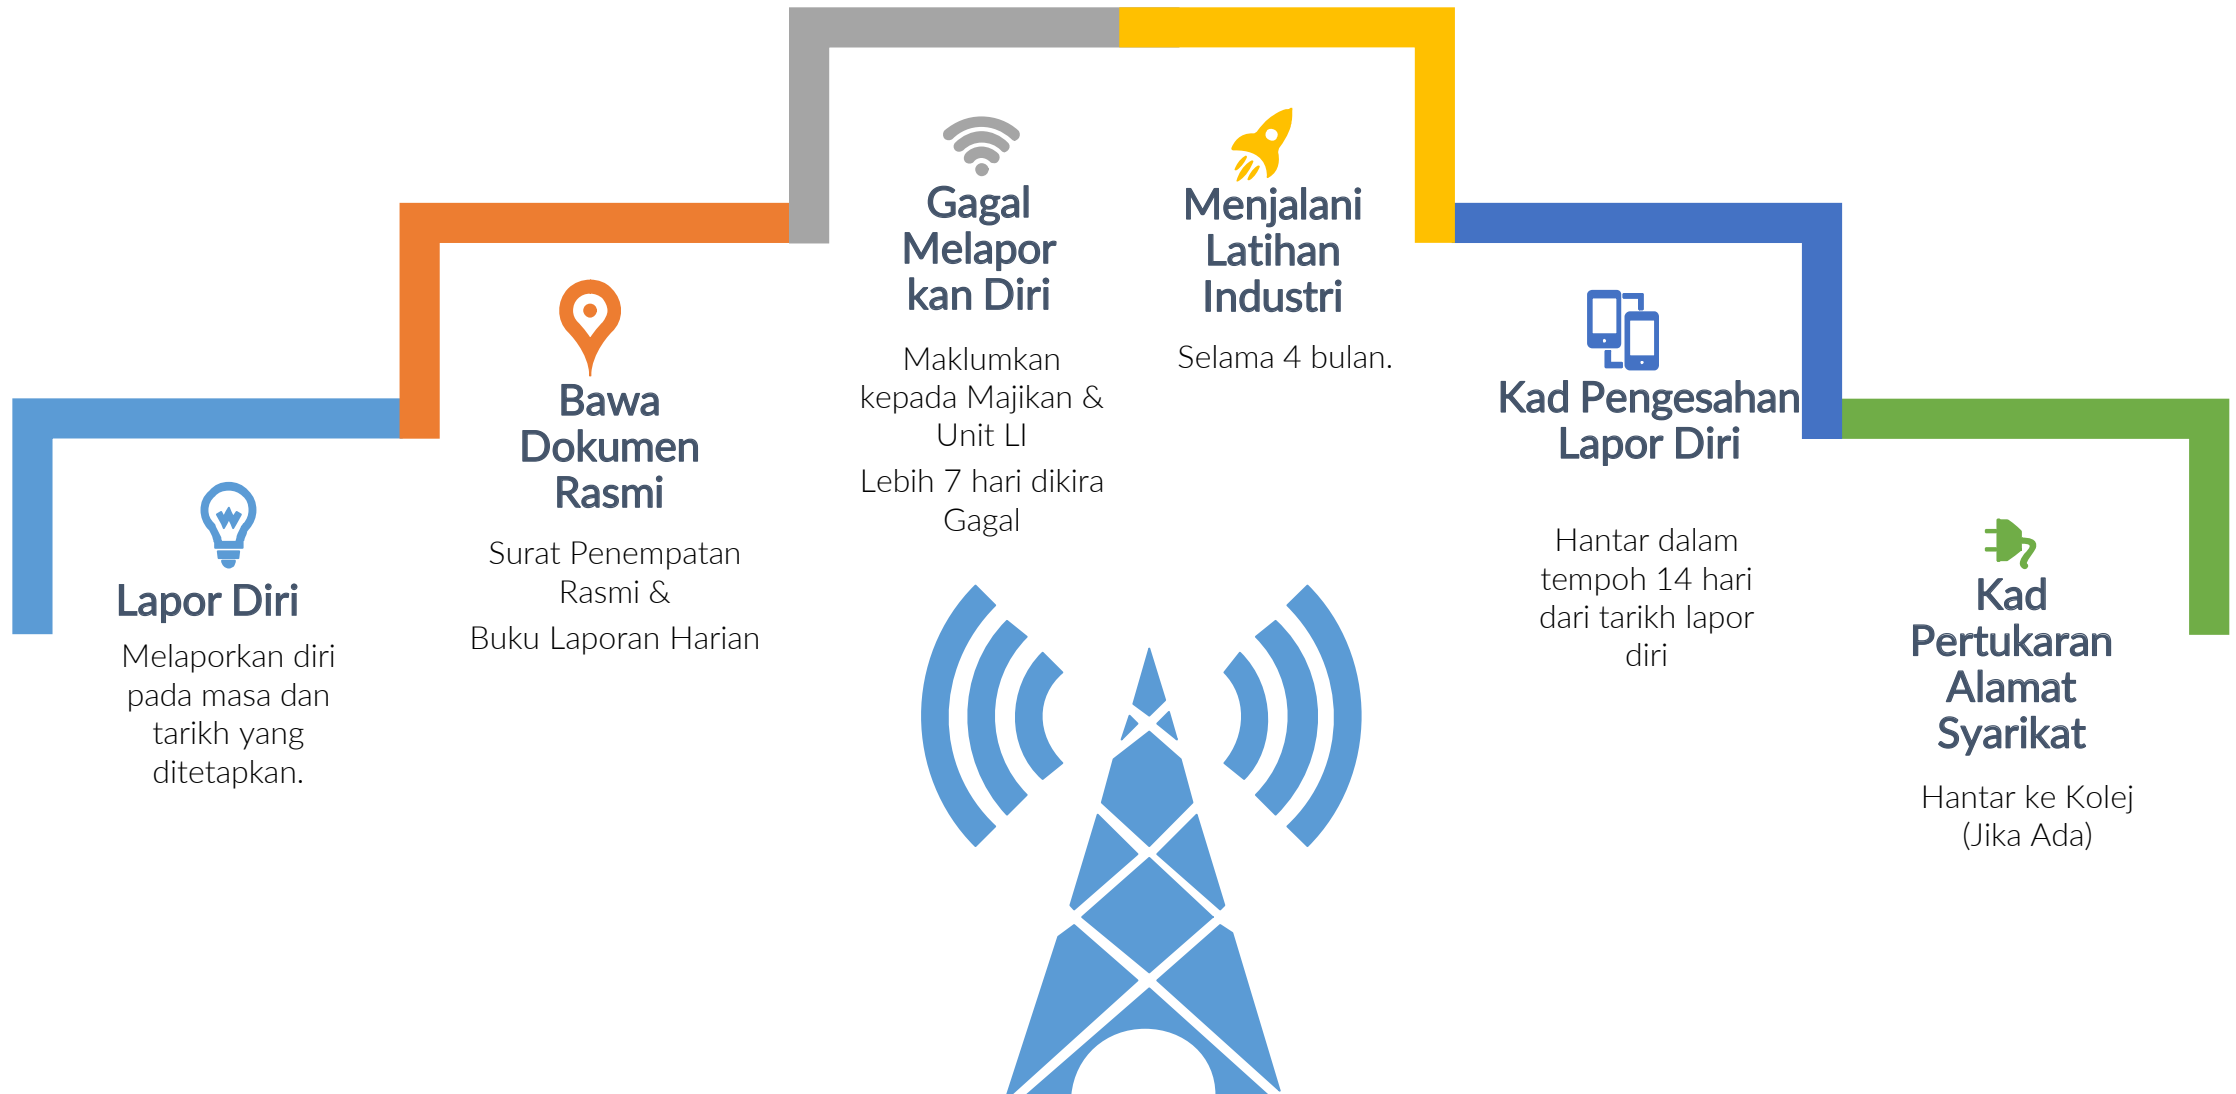 Lapor Diri
Melaporkan diri
pada masa dan
tarikh yang
ditetapkan.
Bawa
Dokumen
Rasmi
Surat Penempatan
Rasmi &
Buku Laporan Harian
Gagal
Melapor
kan Diri
Maklumkan
kepada Majikan &
Unit LI
Lebih 7 hari dikira
Gagal
Menjalani
Latihan
Industri
Selama 4 bulan.
Kad Pengesahan
Lapor Diri
Hantar dalam
tempoh 14 hari
dari tarikh lapor
diri
Kad
Pertukaran
Alamat
Syarikat
Hantar ke Kolej
(Jika Ada)